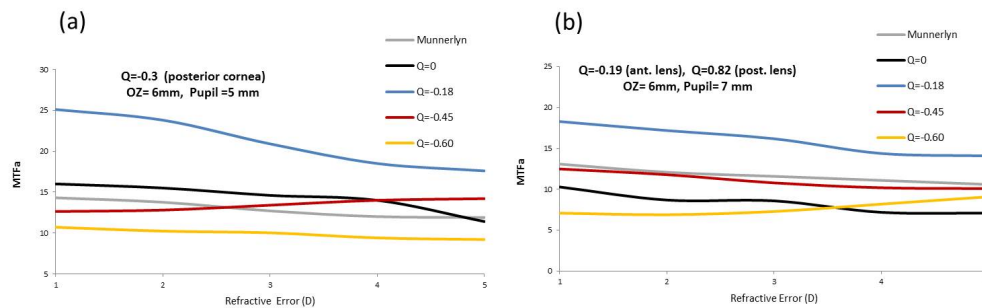 (a)
Munnerlyn
Q=0
Q=-0.18
Q=-0.45
Q=-0.60
Q=-0.3 (posterior cornea)
OZ= 6mm, Pupil =5 mm
30
25
20
15
10
5
MTFa
1 2 3 4 5
Refractive Error (D)
(b)
Munnerlyn
Q=0
Q=-0.18
Q=-0.45
Q=-0.60
Q=-0.19 (ant. lens), Q=0.82 (post. lens)
OZ= 6mm, Pupil= 7 mm
25
20
15
10
5
0
MTFa
1 2 3 4
Refractive Error (D)